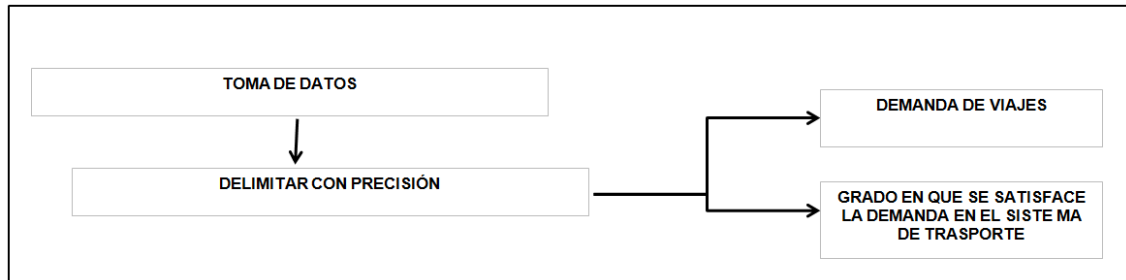 TOMA DE DATOS
DELIMITAR CON PRECISIÓN
DEMANDA DE VIAJES
GRADO EN QUE SE SATISFACE
LA DEMANDA EN EL SISTE MA
DE TRASPORTE